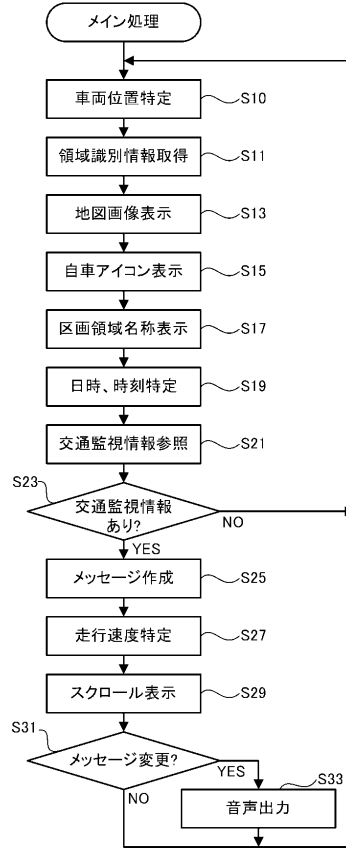 メイン処理
車両位置特定
S10
領域識別情報取得
S11
地図画像表示
S13
自車アイコン表示
S15
区画領域名称表示
S17
日時、時刻特定
S19
交通監視情報参照
S21
S23
交通監視情報
あり?
NO
YES
メッセージ作成
S25
走行速度特定
S27
スクロール表示
S29
S31
メッセージ変更?
YES
S33
NO
音声出力